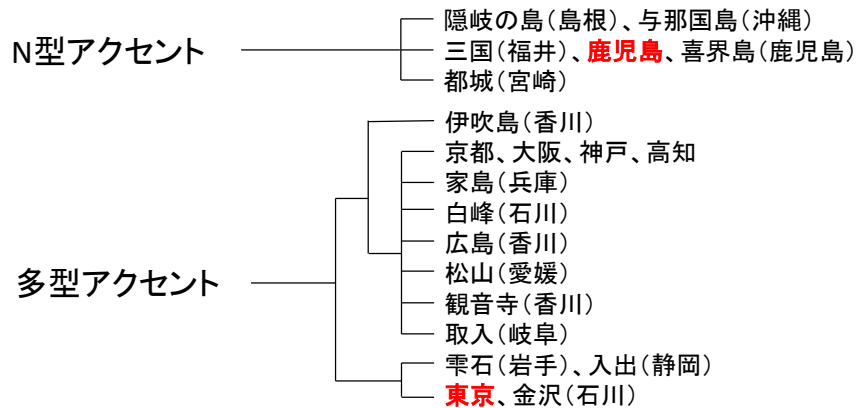 N型アクセント
隠岐の島(島根)、与那国島(沖縄)
三国(福井)、鹿児島、喜界島(鹿児島)
都城(宮崎)
多型アクセント
伊吹島(香川)
京都、大阪、神戸、高知
家島(兵庫)
白峰(石川)
広島(香川)
松山(愛媛)
観音寺(香川)
取入(岐阜)
雫石(岩手)、入出(静岡)
東京、金沢(石川)